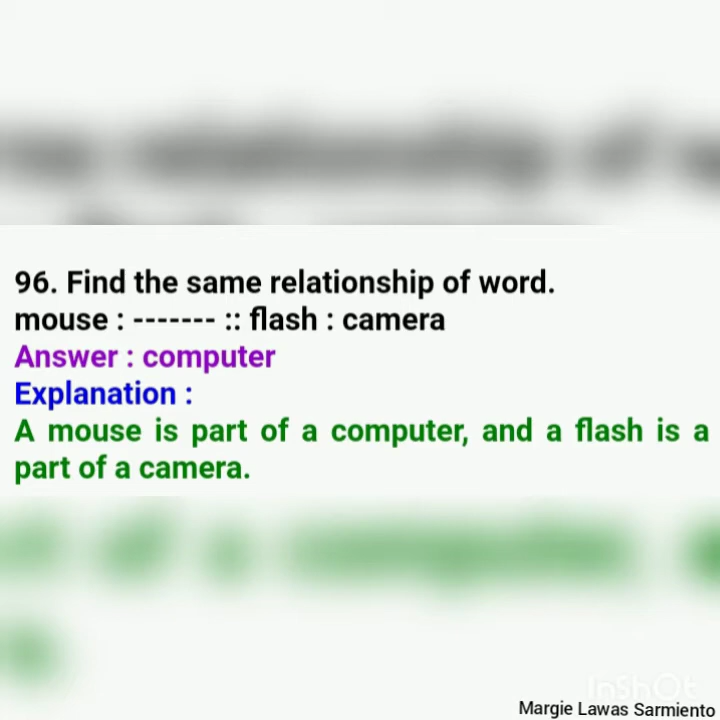 96. Find the same relationship of word.
mouse : ------- :: flash : camera
Answer : computer
Explanation :
A mouse is part of a computer, and a flash is a
part of a camera.
InShOt
Margie Lawas Sarmiento